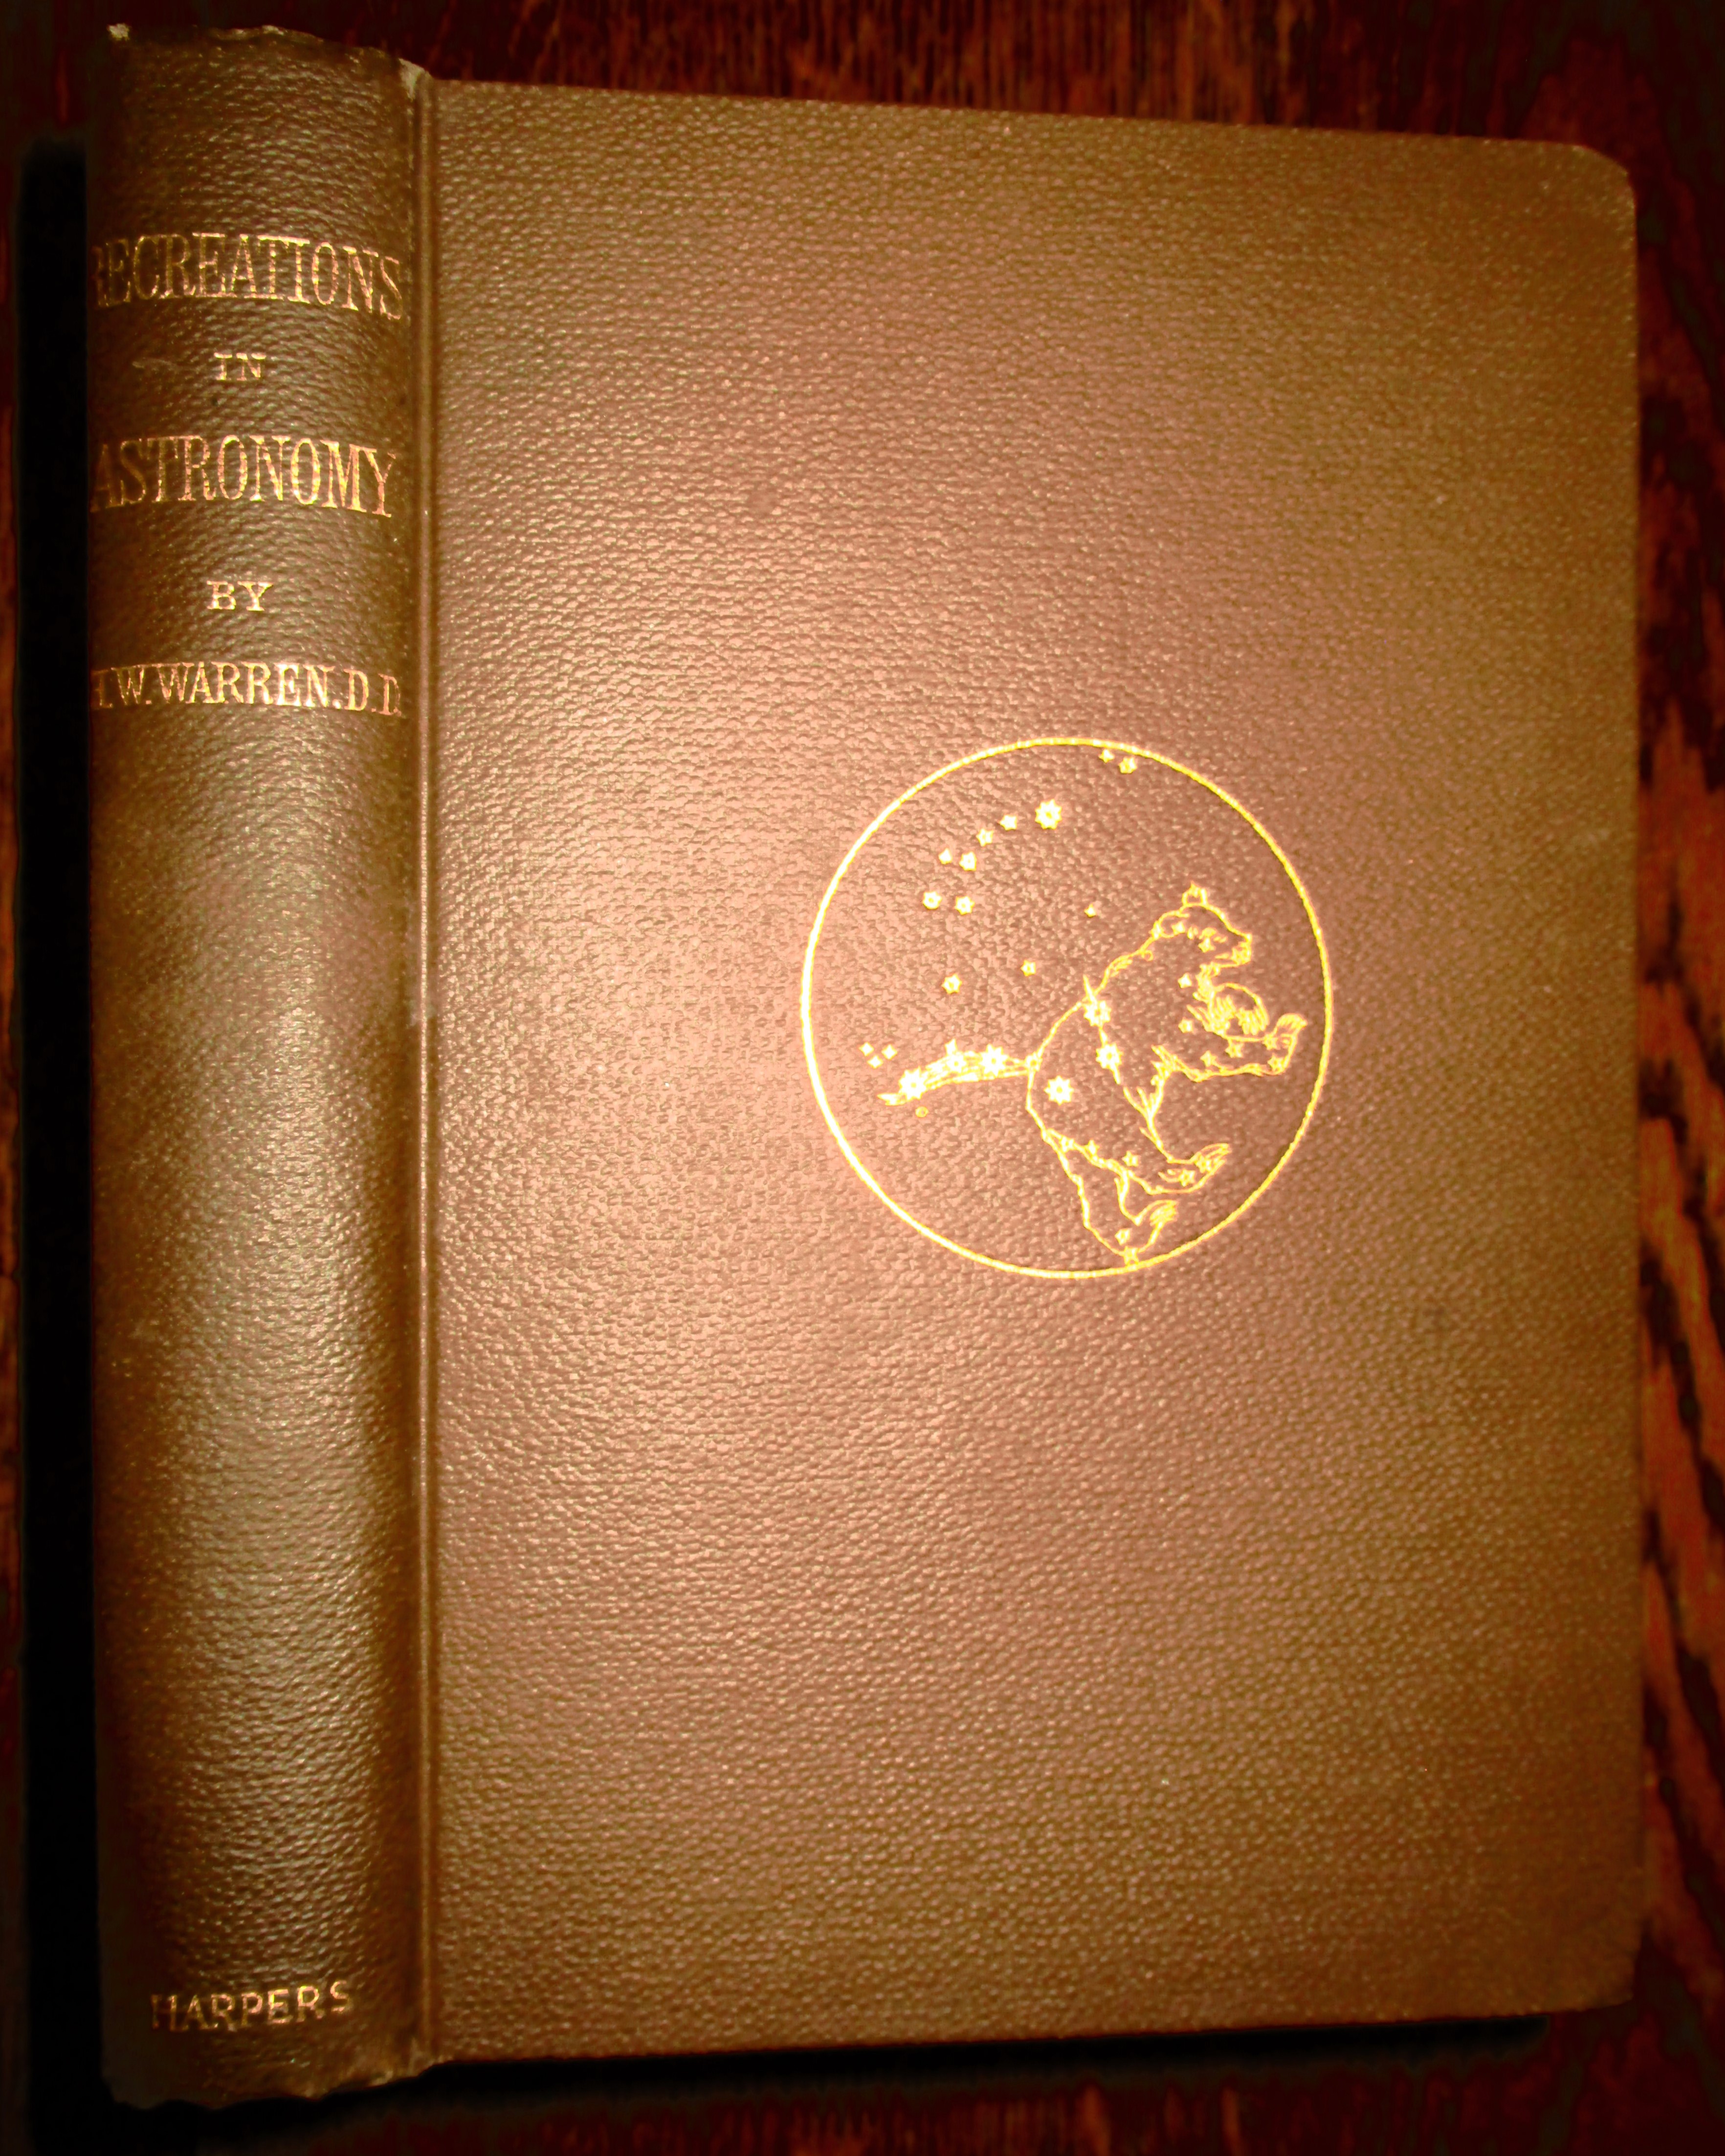 RECREATIONS
IN
ASTRONOMY
BY
H.W.WARREN.D.D.
HARPERS